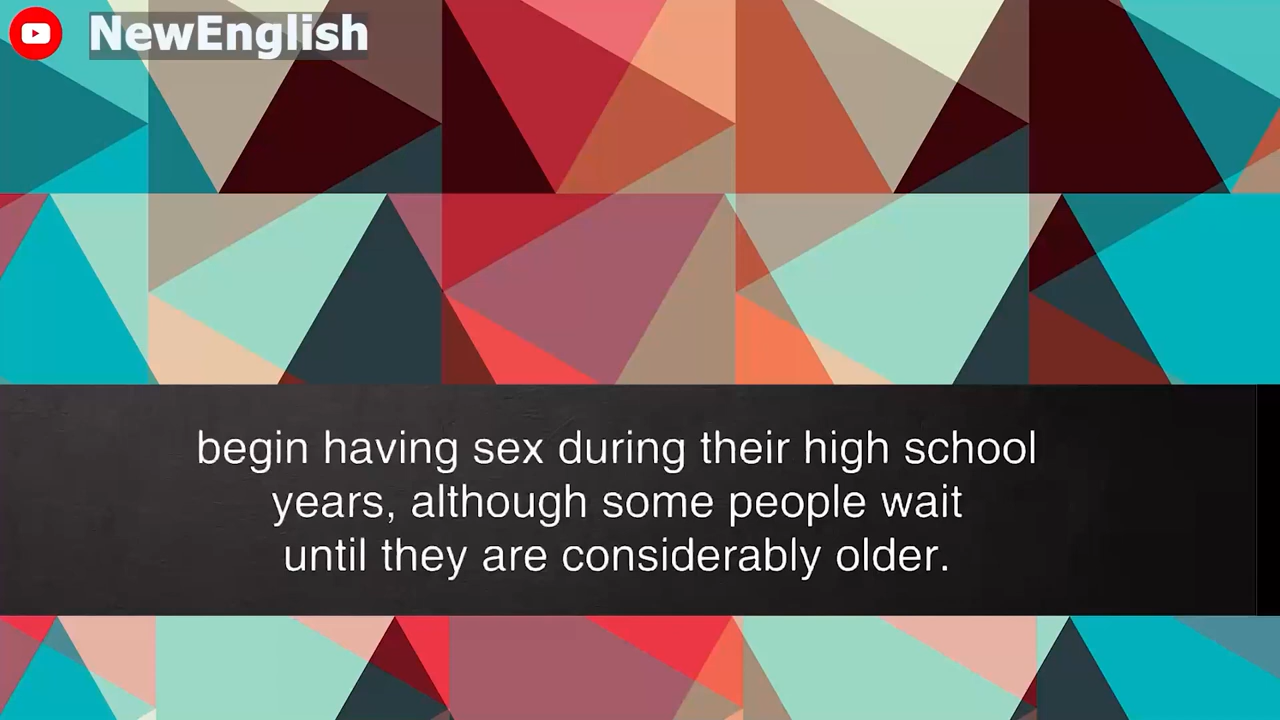 NewEnglish
begin having sex during their high school
years, although some people wait
until they are considerably older.